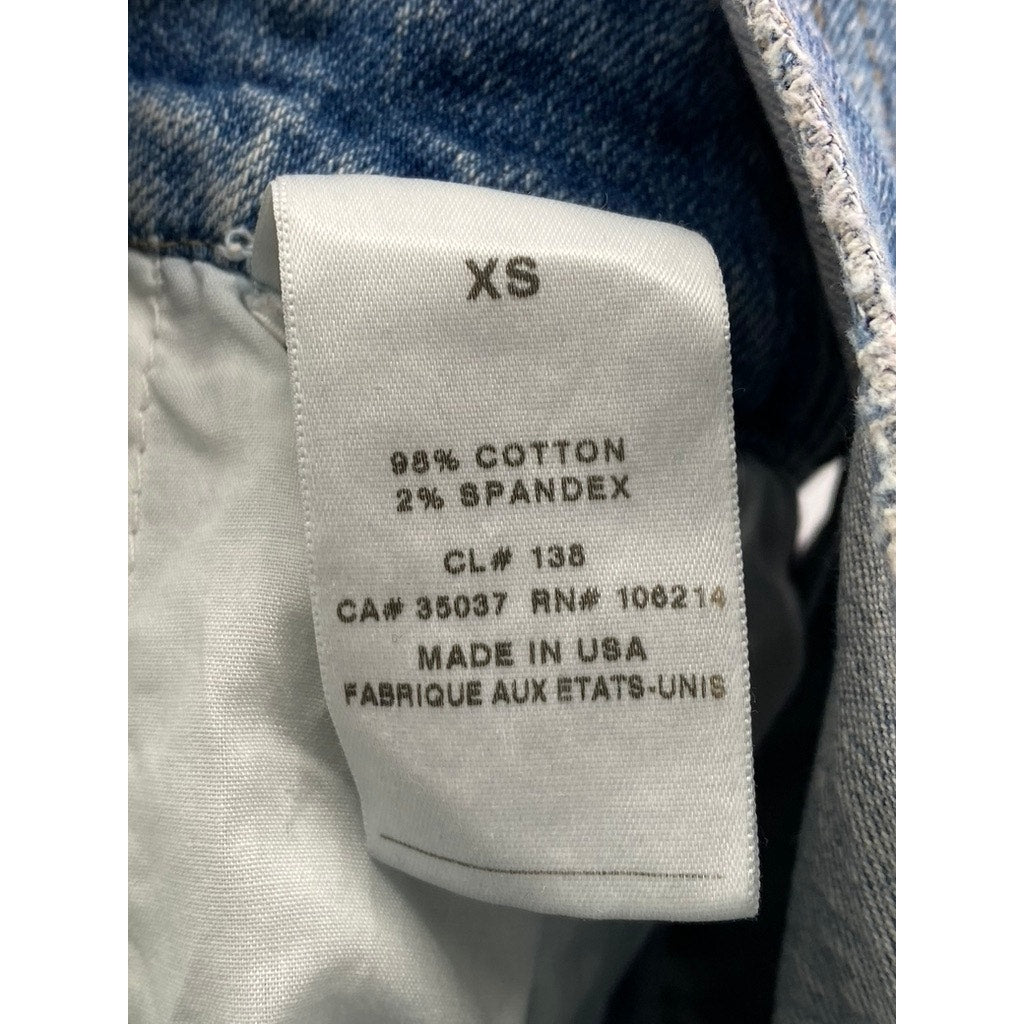 XS
98% COTTON
2% SPANDEX
CL# 138
CA# 35037 RN# 106214
MADE IN USA
FABRIQUE AUX ETATS-UNIS